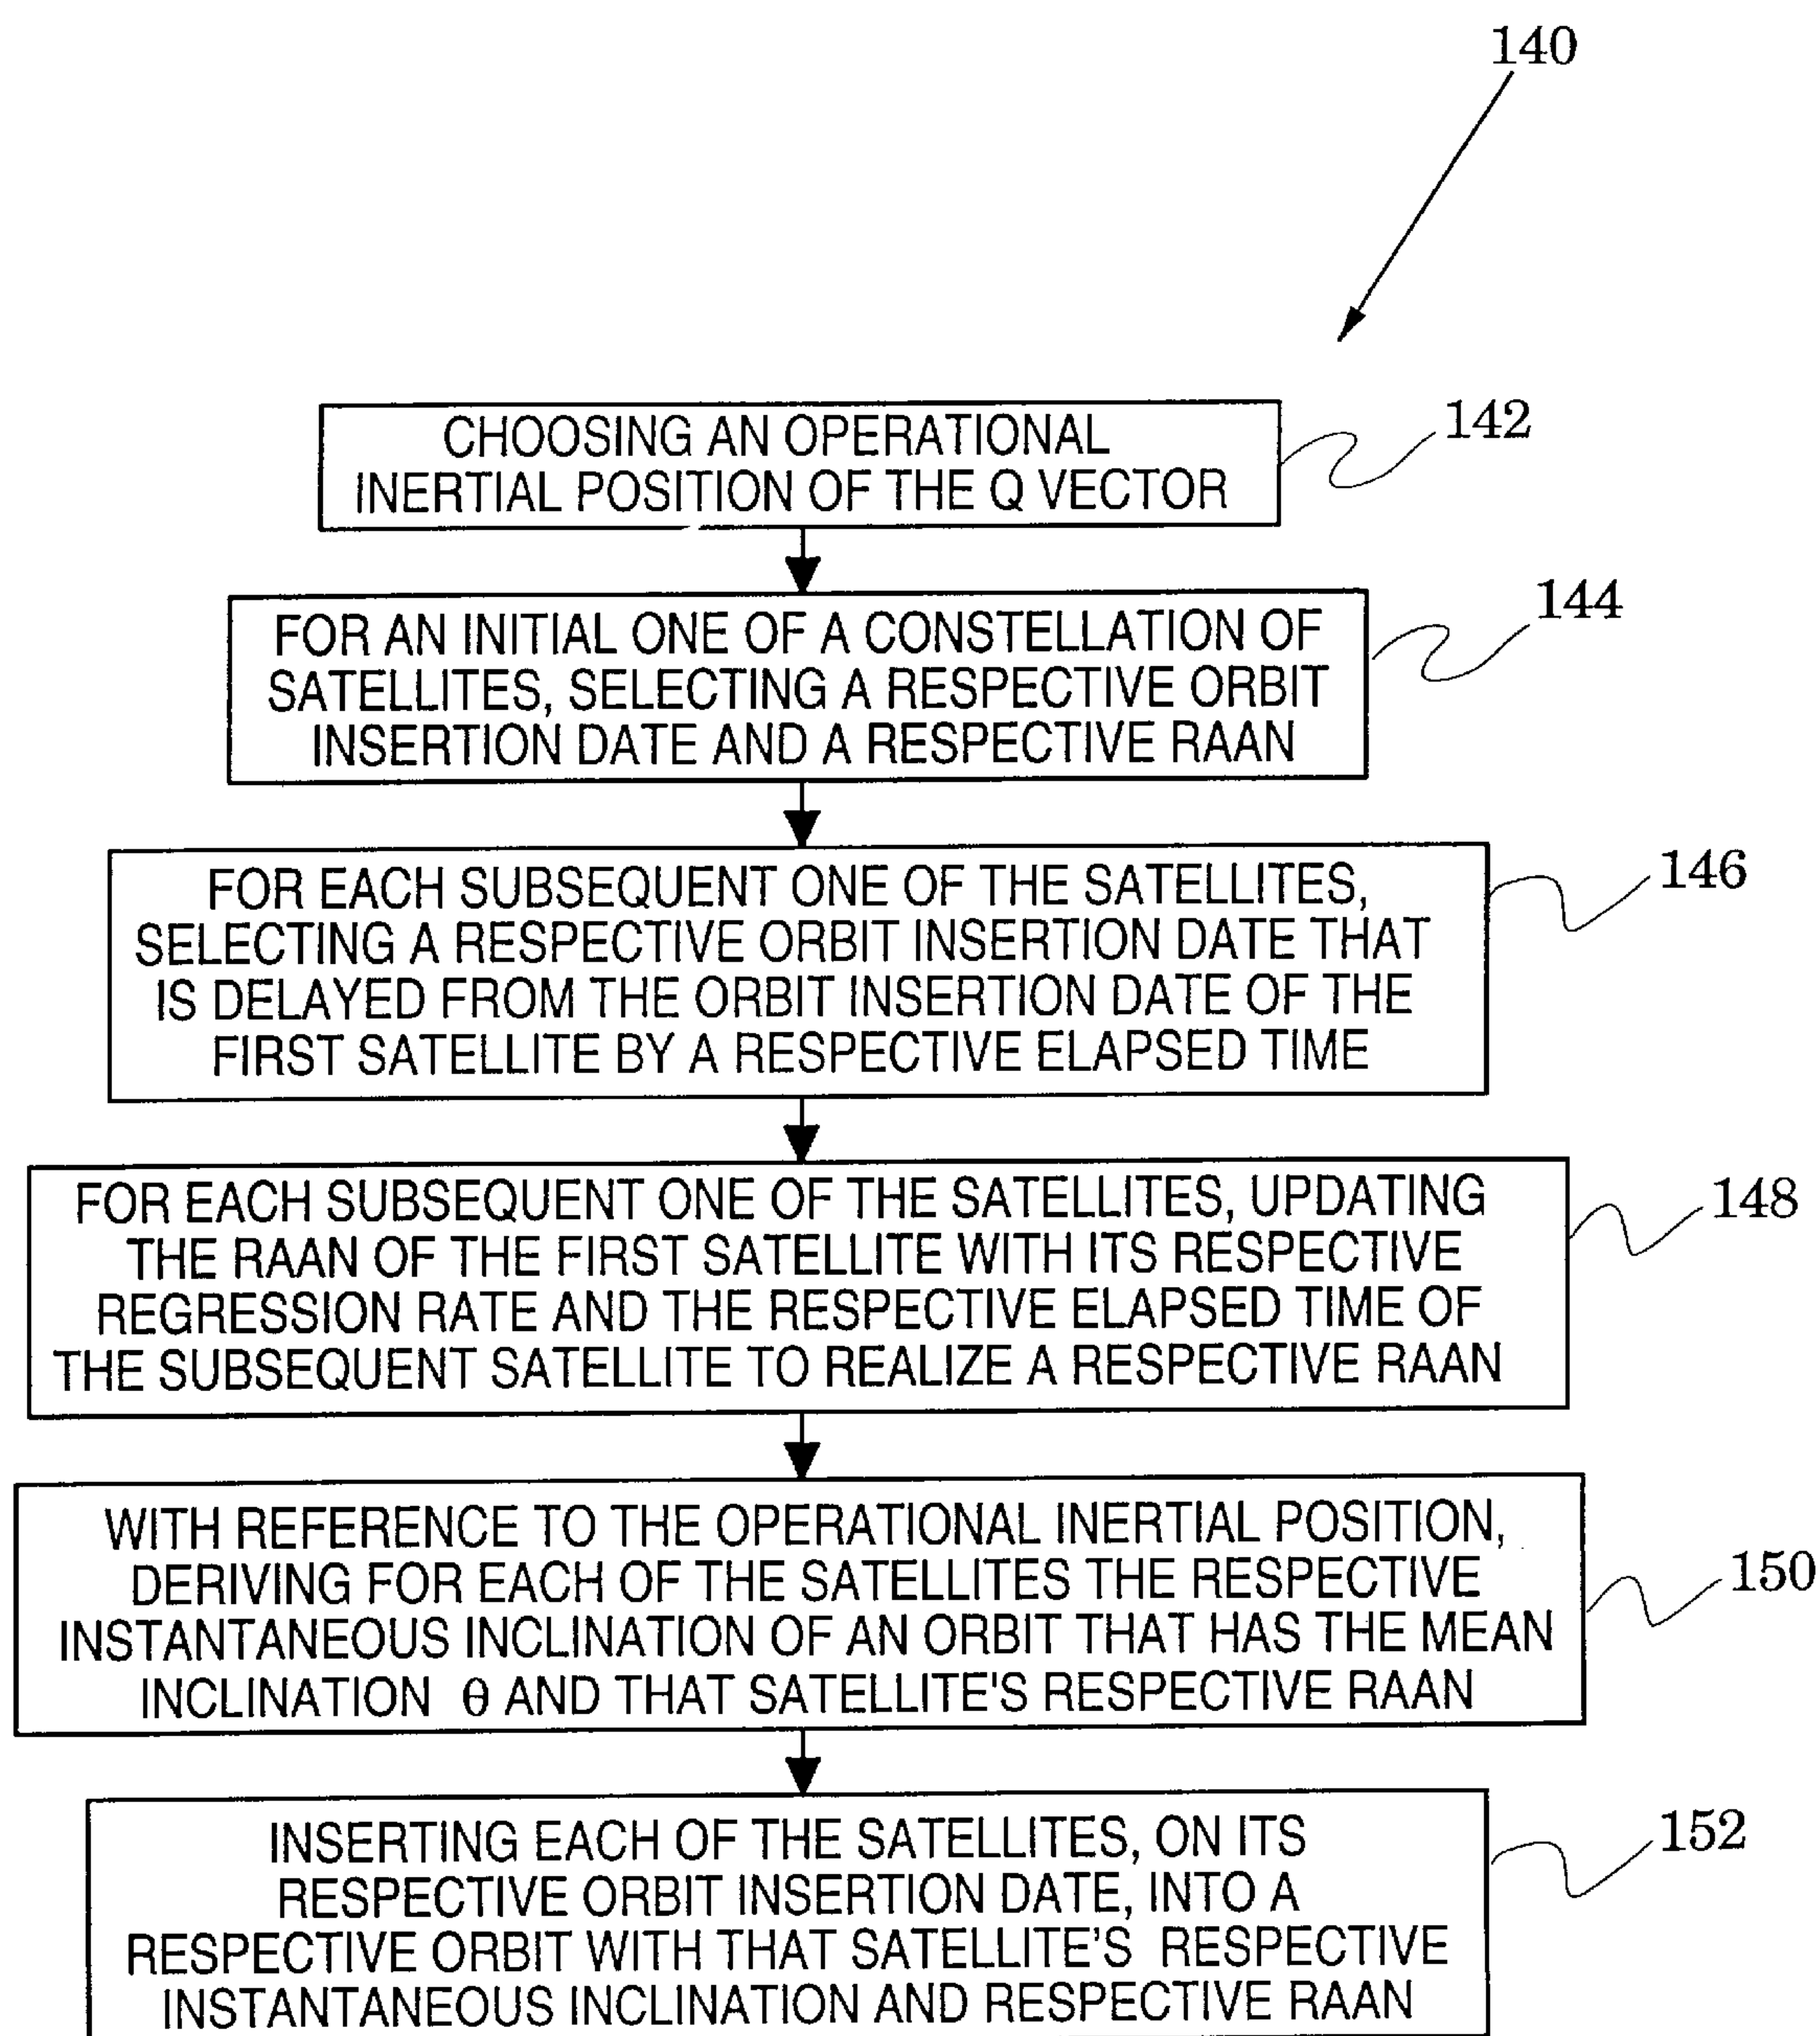 140
CHOOSING AN OPERATIONAL
INERTIAL POSITION OF THE Q VECTOR
142
FOR AN INITIAL ONE OF A CONSTELLATION OF
SATELLITES, SELECTING A RESPECTIVE ORBIT
INSERTION DATE AND A RESPECTIVE RAAN
144
FOR EACH SUBSEQUENT ONE OF THE SATELLITES,
SELECTING A RESPECTIVE ORBIT INSERTION DATE THAT
IS DELAYED FROM THE ORBIT INSERTION DATE OF THE
FIRST SATELLITE BY A RESPECTIVE ELAPSED TIME
146
FOR EACH SUBSEQUENT ONE OF THE SATELLITES, UPDATING
THE RAAN OF THE FIRST SATELLITE WITH ITS RESPECTIVE
REGRESSION RATE AND THE RESPECTIVE ELAPSED TIME OF
THE SUBSEQUENT SATELLITE TO REALIZE A RESPECTIVE RAAN
148
WITH REFERENCE TO THE OPERATIONAL INERTIAL POSITION,
DERIVING FOR EACH OF THE SATELLITES THE RESPECTIVE
INSTANTANEOUS INCLINATION OF AN ORBIT THAT HAS THE MEAN
INCLINATION θ AND THAT SATELLITE'S RESPECTIVE RAAN
150
INSERTING EACH OF THE SATELLITES, ON ITS
RESPECTIVE ORBIT INSERTION DATE, INTO A
RESPECTIVE ORBIT WITH THAT SATELLITE'S RESPECTIVE
INSTANTANEOUS INCLINATION AND RESPECTIVE RAAN
152